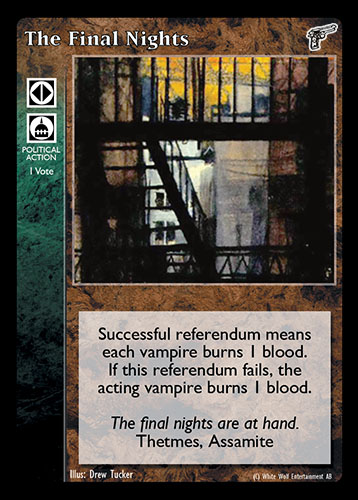 The Final Nights
POLITICAL
ACTION
1 Vote
Successful referendum means
each vampire burns 1 blood.
If this referendum fails, the
acting vampire burns 1 blood.
The final nights are at hand.
Thetmes, Assamite
Illus: Drew Tucker
(C) White Wolf Entertainment AB